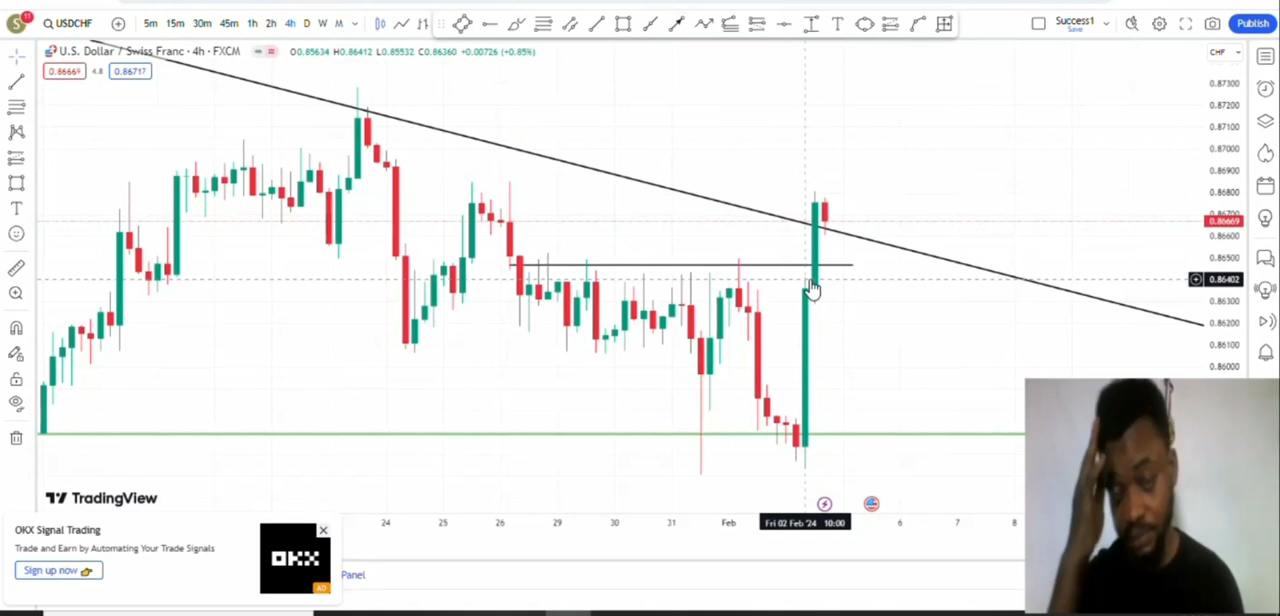 S
11
USDCHF
5m 15m 30m 45m 1h 2h 4h D W M
Success1
Save
Publish
U.S. Dollar / Swiss Franc · 4h · FXCM
O0.85634 H0.86412 L0.85532 C0.86360 +0.00726 (+0.85%)
CHF
0.86669 4.8 0.86717
0.87300
0.87200
0.87100
0.87000
0.86900
0.86800
0.86669
0.86600
0.86500
0.86402
0.86300
0.86200
0.86100
0.86000
TradingView
24 25 26 29 30 31 Feb Fri 02 Feb '24 10:00 6 7 8
OKX Signal Trading
Trade and Earn by Automating Your Trade Signals
Sign up now
OKX
AD
Panel